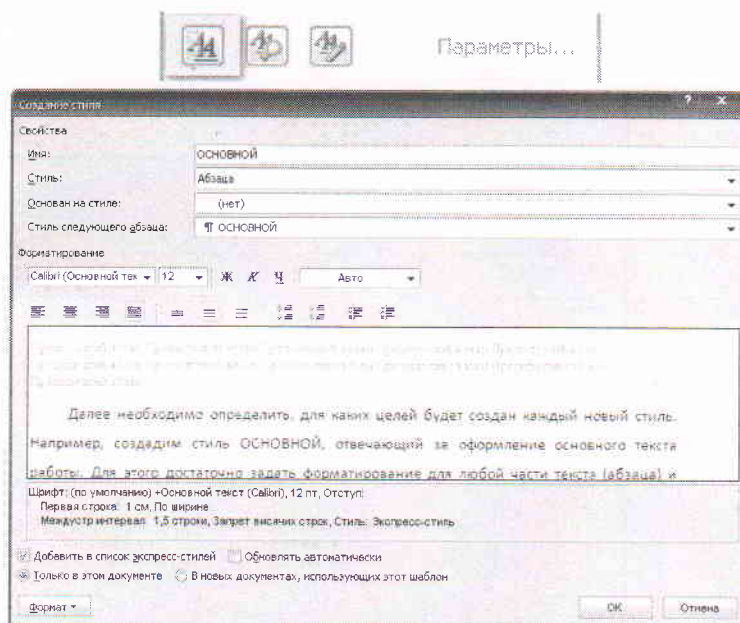 Параметры...
Создание стиля
Свойства
Имя: ОСНОВНОЙ
Стиль: Абзаца
Основан на стиле: (нет)
Стиль следующего абзаца: ¶ ОСНОВНОЙ
Форматирование
Calibri (Основной тек 12 Ж К Ч Авто
Далее необходимо определить, для каких целей будет создан каждый новый стиль.
Например, создадим стиль ОСНОВНОЙ, отвечающий за оформление основного текста
работы. Для этого достаточно задать форматирование для любой части текста (абзаца) и
Шрифт: (по умолчанию) +Основной текст (Calibri), 12 пт, Отступ:
Первая строка: 1 см, По ширине
Междустр.интервал: 1,5 строки, Запрет висячих строк, Стиль: Экспресс-стиль
Добавить в список экспресс-стилей Обновлять автоматически
Только в этом документе В новых документах, использующих этот шаблон
Формат ОК Отмена